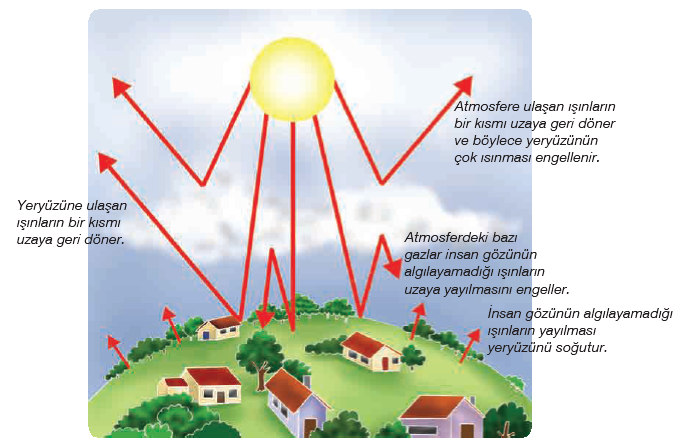 Atmosfere ulaşan ışınların
bir kısmı uzaya geri döner
ve böylece yeryüzünün
çok ısınması engellenir.
Yeryüzüne ulaşan
ışınların bir kısmı
uzaya geri döner.
Atmosferdeki bazı
gazlar insan gözünün
algılayamadığı ışınların
uzaya yayılmasını engeller.
İnsan gözünün algılayamadığı
ışınların yayılması
yeryüzünü soğutur.